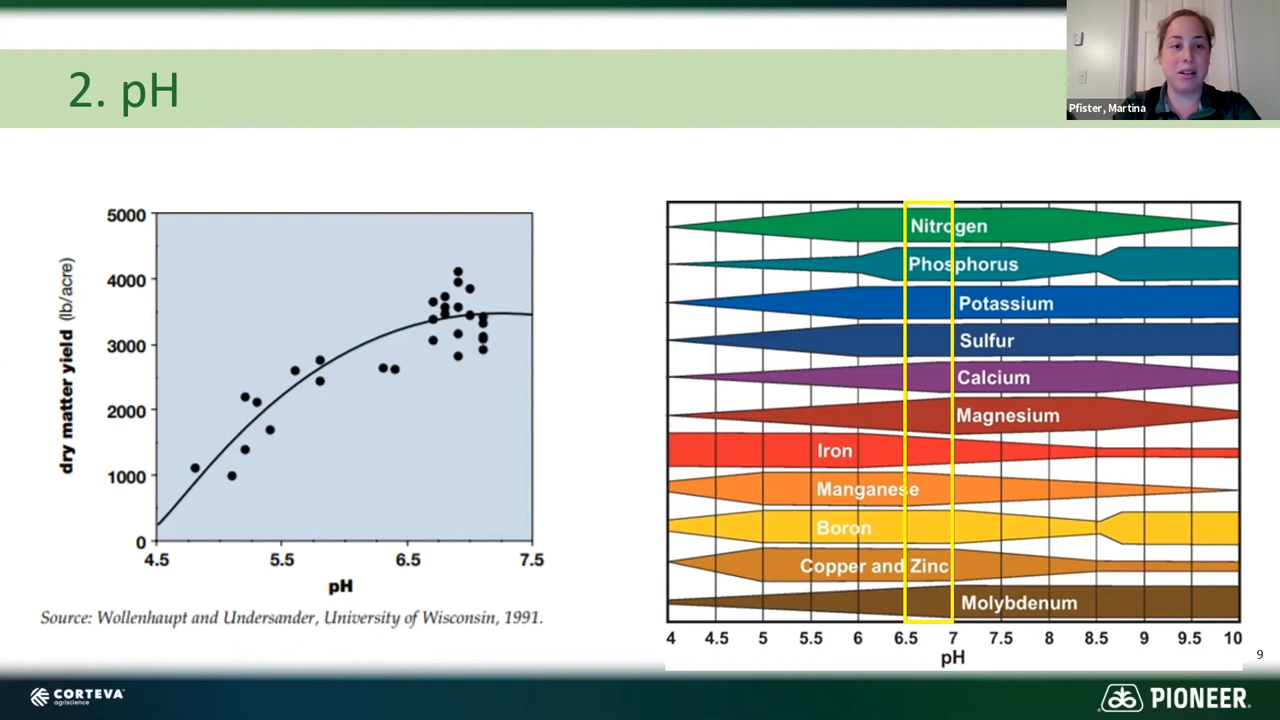 2. pH
Pfister, Martina
5000
4000
3000
2000
1000
0
dry matter yield (lb/acre)
4.5 5.5 6.5 7.5
pH
Source: Wollenhaupt and Undersander, University of Wisconsin, 1991.
Nitrogen
Phosphorus
Potassium
Sulfur
Calcium
Magnesium
Iron
Manganese
Boron
Copper and Zinc
Molybdenum
4 4.5 5 5.5 6 6.5 7 7.5 8 8.5 9 9.5 10
pH
9
CORTEVA
agriscience
PIONEER